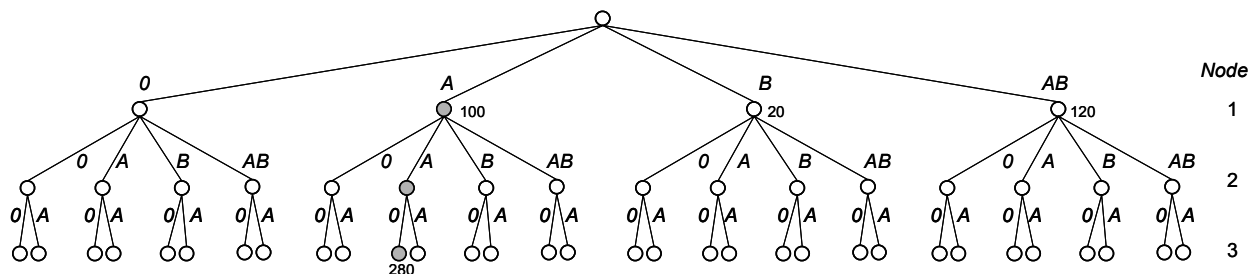 0 A B AB Node
100 20 120 1
0 A B AB 0 A B AB 0 A B AB 0 A B AB 2
0 A 0 A 0 A 0 A 0 A 0 A 0 A 0 A 0 A 0 A 0 A 0 A 0 A 0 A 0 A 0 A
3
280